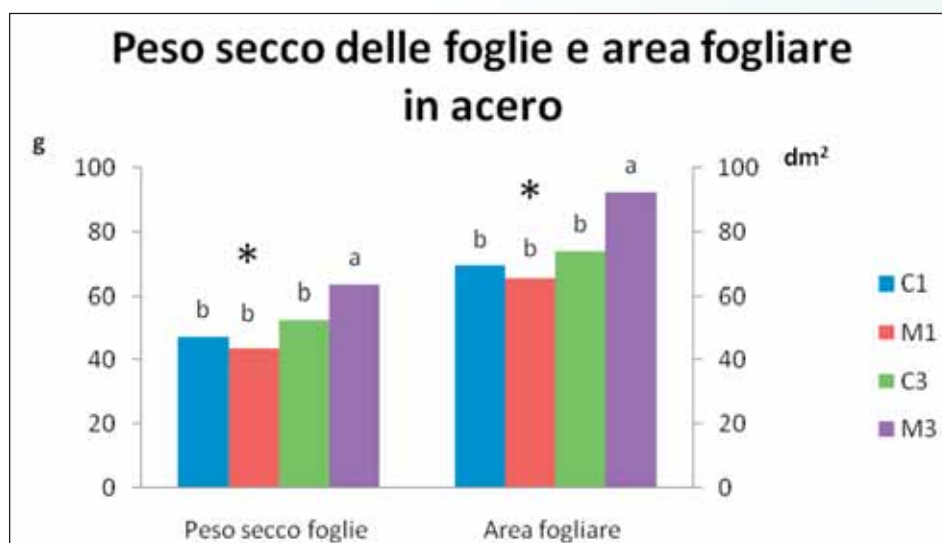 Peso secco delle foglie e area fogliare
in acero
g
dm²
100
80
60
40
20
0
*
b
b
b
a
*
b
b
b
a
100
80
60
40
20
0
Peso secco foglie
Area fogliare
C1
M1
C3
M3